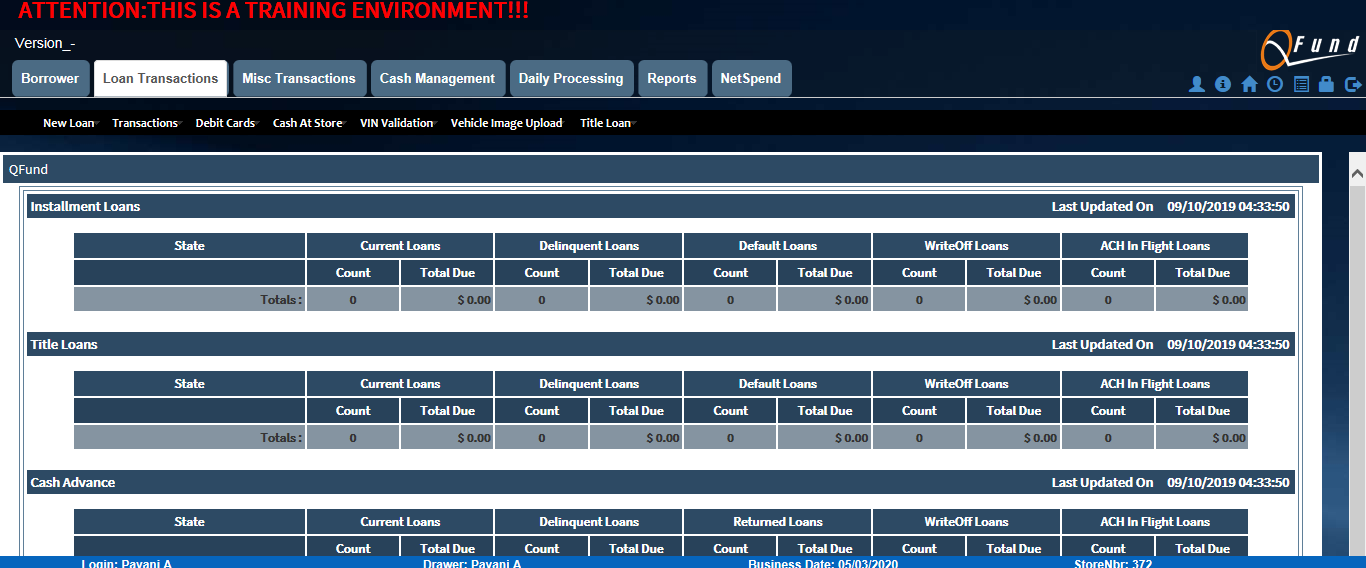 ATTENTION:THIS IS A TRAINING ENVIRONMENT!!!
Version_-
QFund
Borrower Loan Transactions Misc Transactions Cash Management Daily Processing Reports NetSpend
New Loan Transactions Debit Cards Cash At Store VIN Validation Vehicle Image Upload Title Loan
QFund
Installment Loans Last Updated On 09/10/2019 04:33:50
State Current Loans Delinquent Loans Default Loans WriteOff Loans ACH In Flight Loans
Count Total Due Count Total Due Count Total Due Count Total Due Count Total Due
Totals : 0 $ 0.00 0 $ 0.00 0 $ 0.00 0 $ 0.00 0 $ 0.00
Title Loans Last Updated On 09/10/2019 04:33:50
State Current Loans Delinquent Loans Default Loans WriteOff Loans ACH In Flight Loans
Count Total Due Count Total Due Count Total Due Count Total Due Count Total Due
Totals : 0 $ 0.00 0 $ 0.00 0 $ 0.00 0 $ 0.00 0 $ 0.00
Cash Advance Last Updated On 09/10/2019 04:33:50
State Current Loans Delinquent Loans Returned Loans WriteOff Loans ACH In Flight Loans
Count Total Due Count Total Due Count Total Due Count Total Due Count Total Due
Login: Pavani A Drawer: Pavani A Business Date: 05/03/2020 StoreNbr: 372